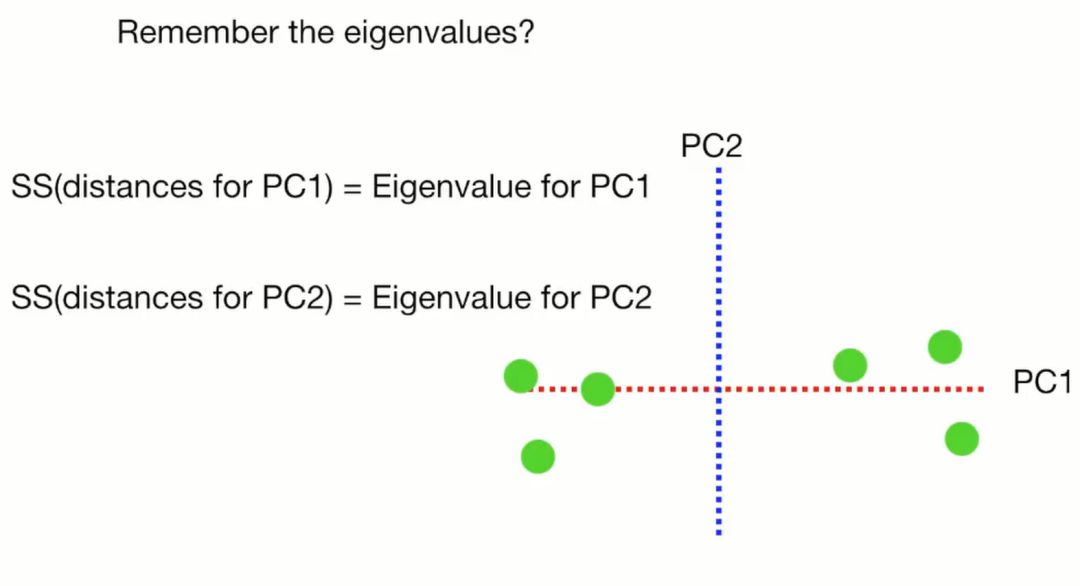 Remember the eigenvalues?
PC2
SS(distances for PC1) = Eigenvalue for PC1
SS(distances for PC2) = Eigenvalue for PC2
PC1